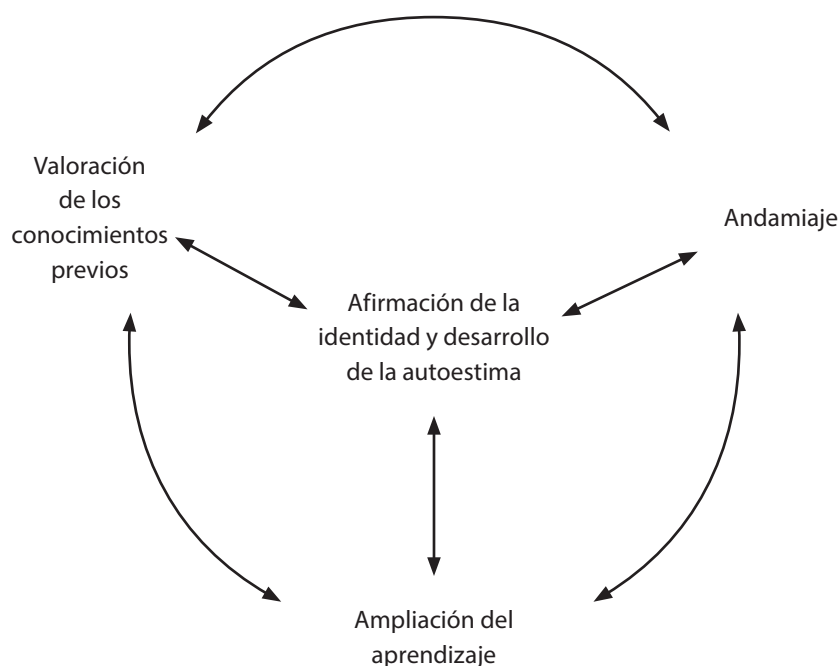 Valoración
de los
conocimientos
previos
Andamiaje
Afirmación de la
identidad y desarrollo
de la autoestima
Ampliación del
aprendizaje